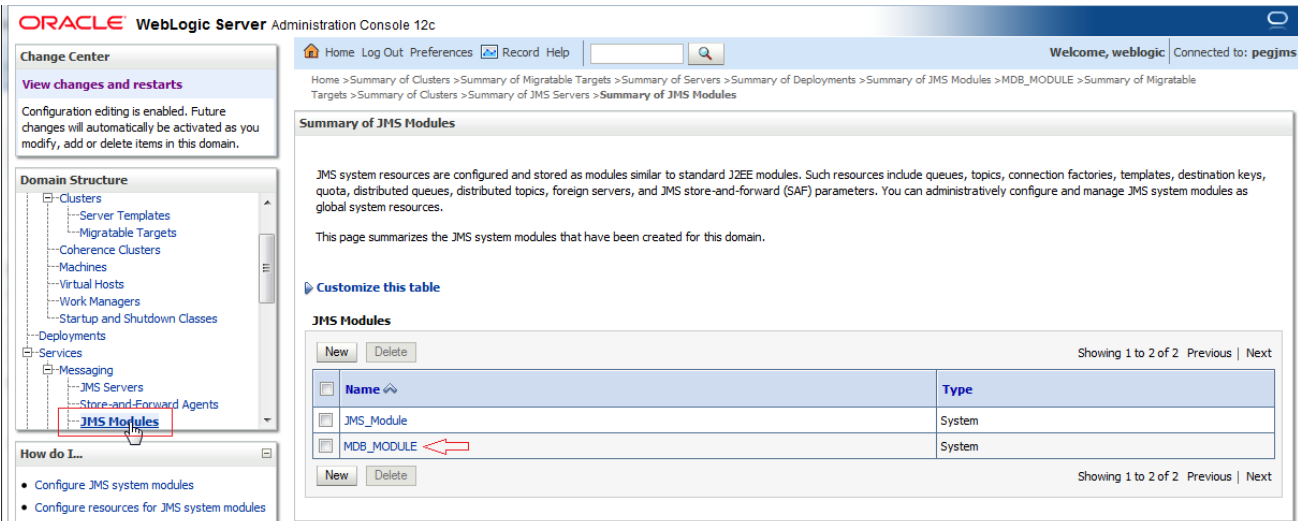 ORACLE WebLogic Server Administration Console 12c
Change Center
View changes and restarts
Configuration editing is enabled. Future
changes will automatically be activated as you
modify, add or delete items in this domain.
Domain Structure
Clusters
Server Templates
Migratable Targets
Coherence Clusters
Machines
Virtual Hosts
Work Managers
Startup and Shutdown Classes
Deployments
Services
Messaging
JMS Servers
Store-and-Forward Agents
JMS Modules
How do I...
Configure JMS system modules
Configure resources for JMS system modules
Home Log Out Preferences Record Help
Welcome, weblogic Connected to: pegjms
Home >Summary of Clusters >Summary of Migratable Targets >Summary of Servers >Summary of Deployments >Summary of JMS Modules >MDB_MODULE >Summary of Migratable
Targets >Summary of Clusters >Summary of JMS Servers >Summary of JMS Modules
Summary of JMS Modules
JMS system resources are configured and stored as modules similar to standard J2EE modules. Such resources include queues, topics, connection factories, templates, destination keys,
quota, distributed queues, distributed topics, foreign servers, and JMS store-and-forward (SAF) parameters. You can administratively configure and manage JMS system modules as
global system resources.
This page summarizes the JMS system modules that have been created for this domain.
Customize this table
JMS Modules
New Delete Showing 1 to 2 of 2 Previous | Next
Name Type
JMS_Module System
MDB_MODULE System
New Delete Showing 1 to 2 of 2 Previous | Next